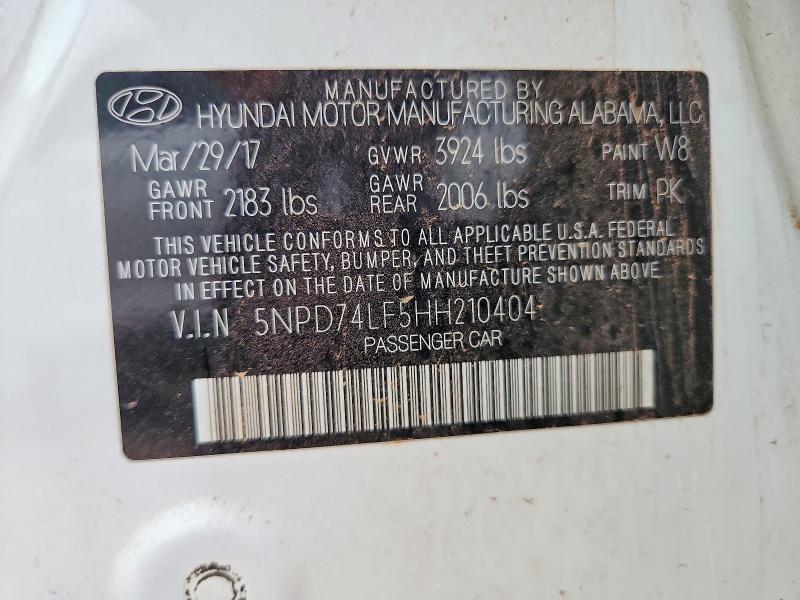 MANUFACTURED BY
HYUNDAI MOTOR MANUFACTURING ALABAMA, LLC
Mar/29/17 GVWR 3924 lbs PAINT W8
GAWR FRONT 2183 lbs GAWR REAR 2006 lbs TRIM PK
THIS VEHICLE CONFORMS TO ALL APPLICABLE U.S.A. FEDERAL
MOTOR VEHICLE SAFETY, BUMPER, AND THEFT PREVENTION STANDARDS
IN EFFECT ON THE DATE OF MANUFACTURE SHOWN ABOVE.
V.I.N 5NPD74LF5HH210404
PASSENGER CAR